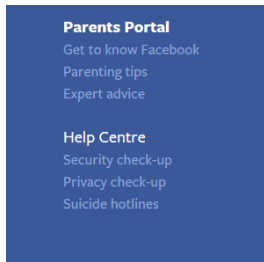 Parents Portal
Get to know Facebook
Parenting tips
Expert advice
Help Centre
Security check-up
Privacy check-up
Suicide hotlines